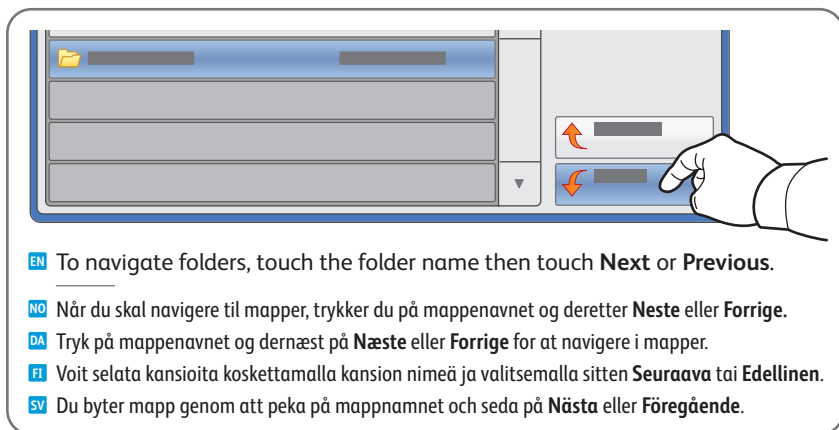 EN To navigate folders, touch the folder name then touch Next or Previous.
NO Når du skal navigere til mapper, trykker du på mappenavnet og deretter Neste eller Forrige.
DA Tryk på mappenavnet og dernæst på Næste eller Forrige for at navigere i mapper.
FI Voit selata kansioita koskettamalla kansion nimeä ja valitsemalla sitten Seuraava tai Edellinen.
SV Du byter mapp genom att peka på mappnamnet och seda på Nästa eller Föregående.